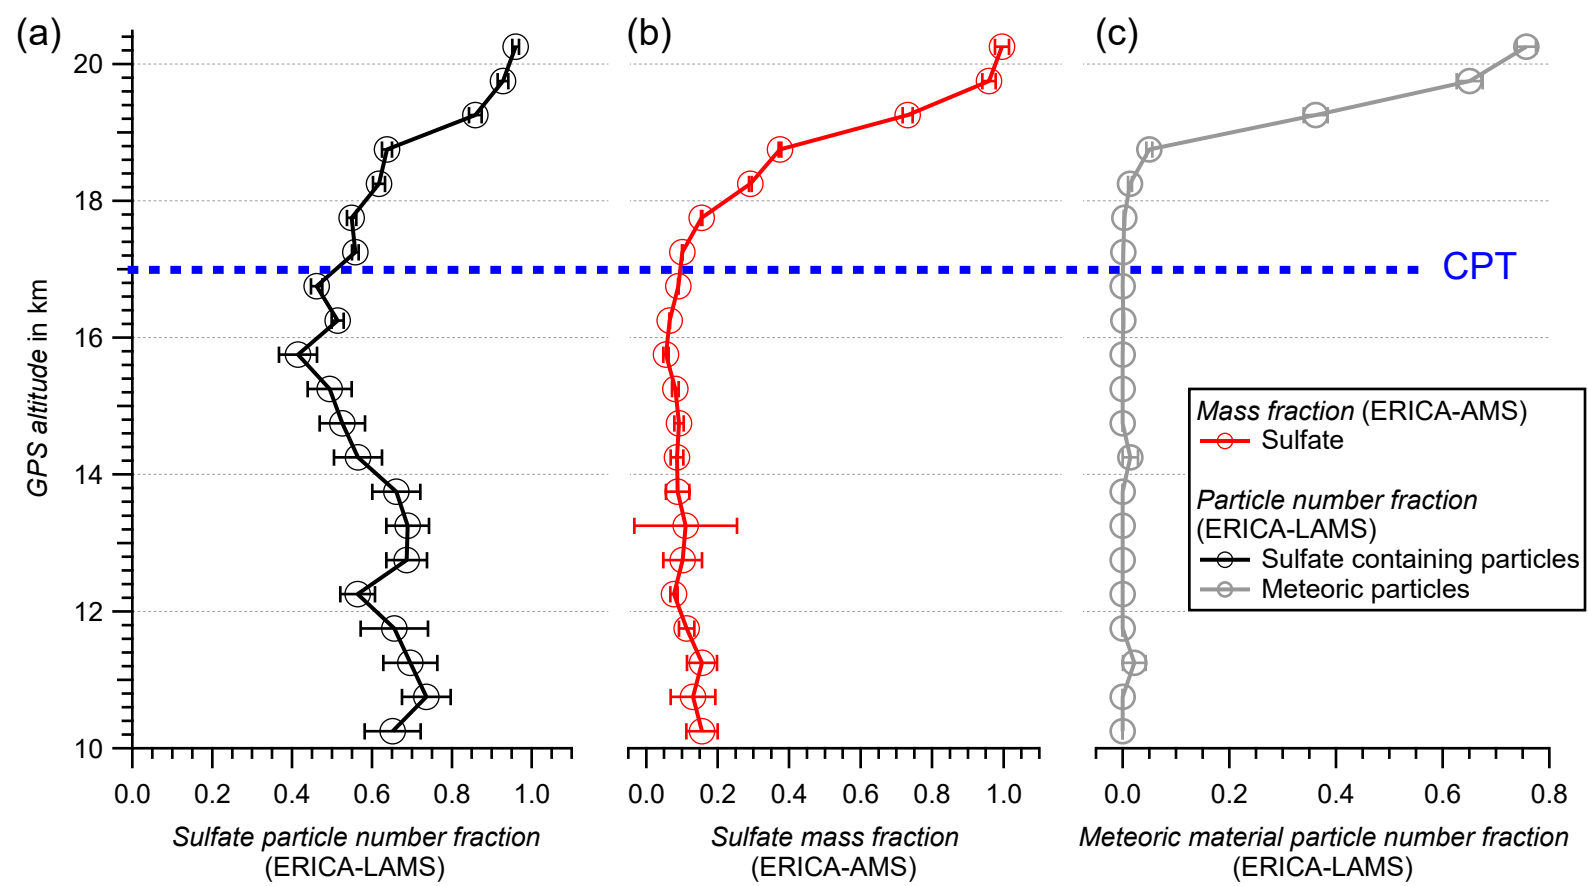 (a)
(b)
(c)
20
18
16
14
12
10
GPS altitude in km
CPT
Mass fraction (ERICA-AMS)
Sulfate
Particle number fraction
(ERICA-LAMS)
Sulfate containing particles
Meteoric particles
0.0 0.2 0.4 0.6 0.8 1.0
0.0 0.2 0.4 0.6 0.8 1.0
0.0 0.2 0.4 0.6 0.8
Sulfate particle number fraction
(ERICA-LAMS)
Sulfate mass fraction
(ERICA-AMS)
Meteoric material particle number fraction
(ERICA-LAMS)